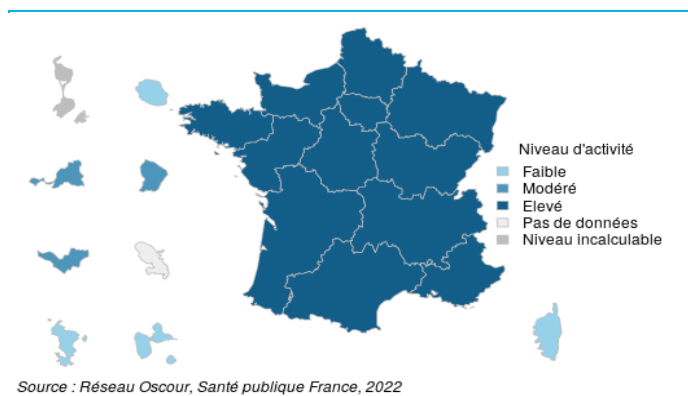 Niveau d'activité
Faible
Modéré
Elevé
Pas de données
Niveau incalculable
Source : Réseau Oscour, Santé publique France, 2022